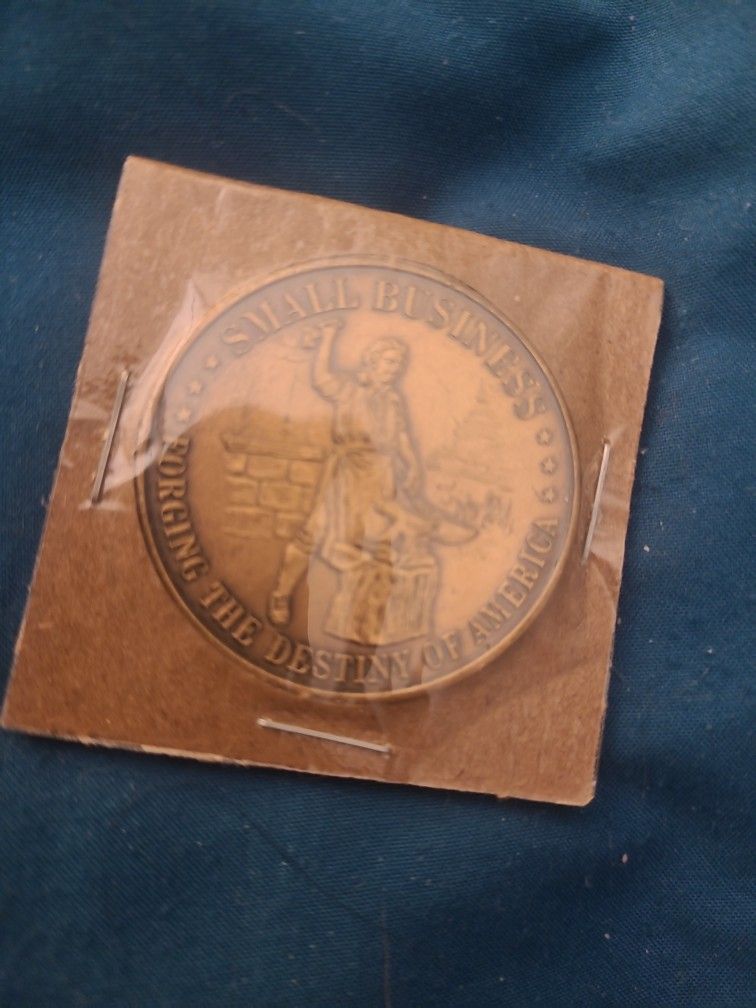 SMALL BUSINESS
FORGING THE DESTINY OF AMERICA